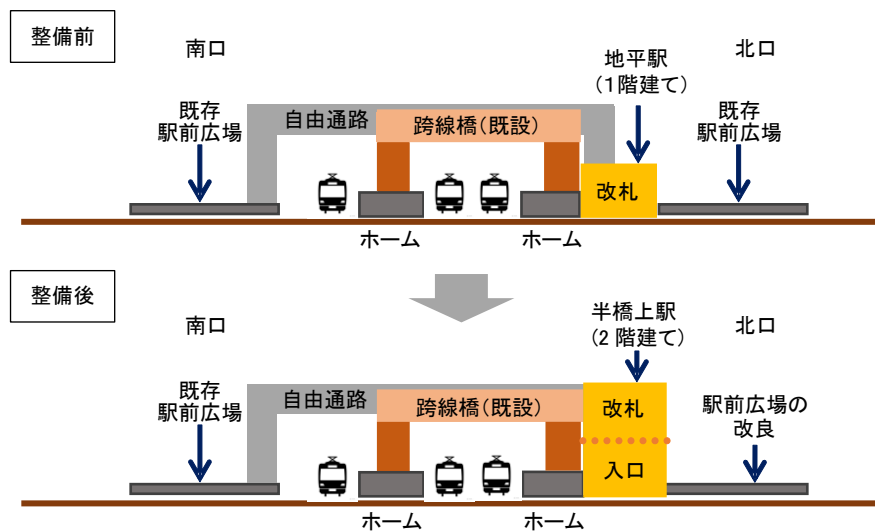 整備前
南口
北口
地平駅
(1階建て)
既存
駅前広場
自由通路
跨線橋(既設)
既存
駅前広場
改札
ホーム
ホーム
整備後
南口
半橋上駅
(2階建て)
北口
既存
駅前広場
自由通路
跨線橋(既設)
改札
駅前広場の
改良
入口
ホーム
ホーム